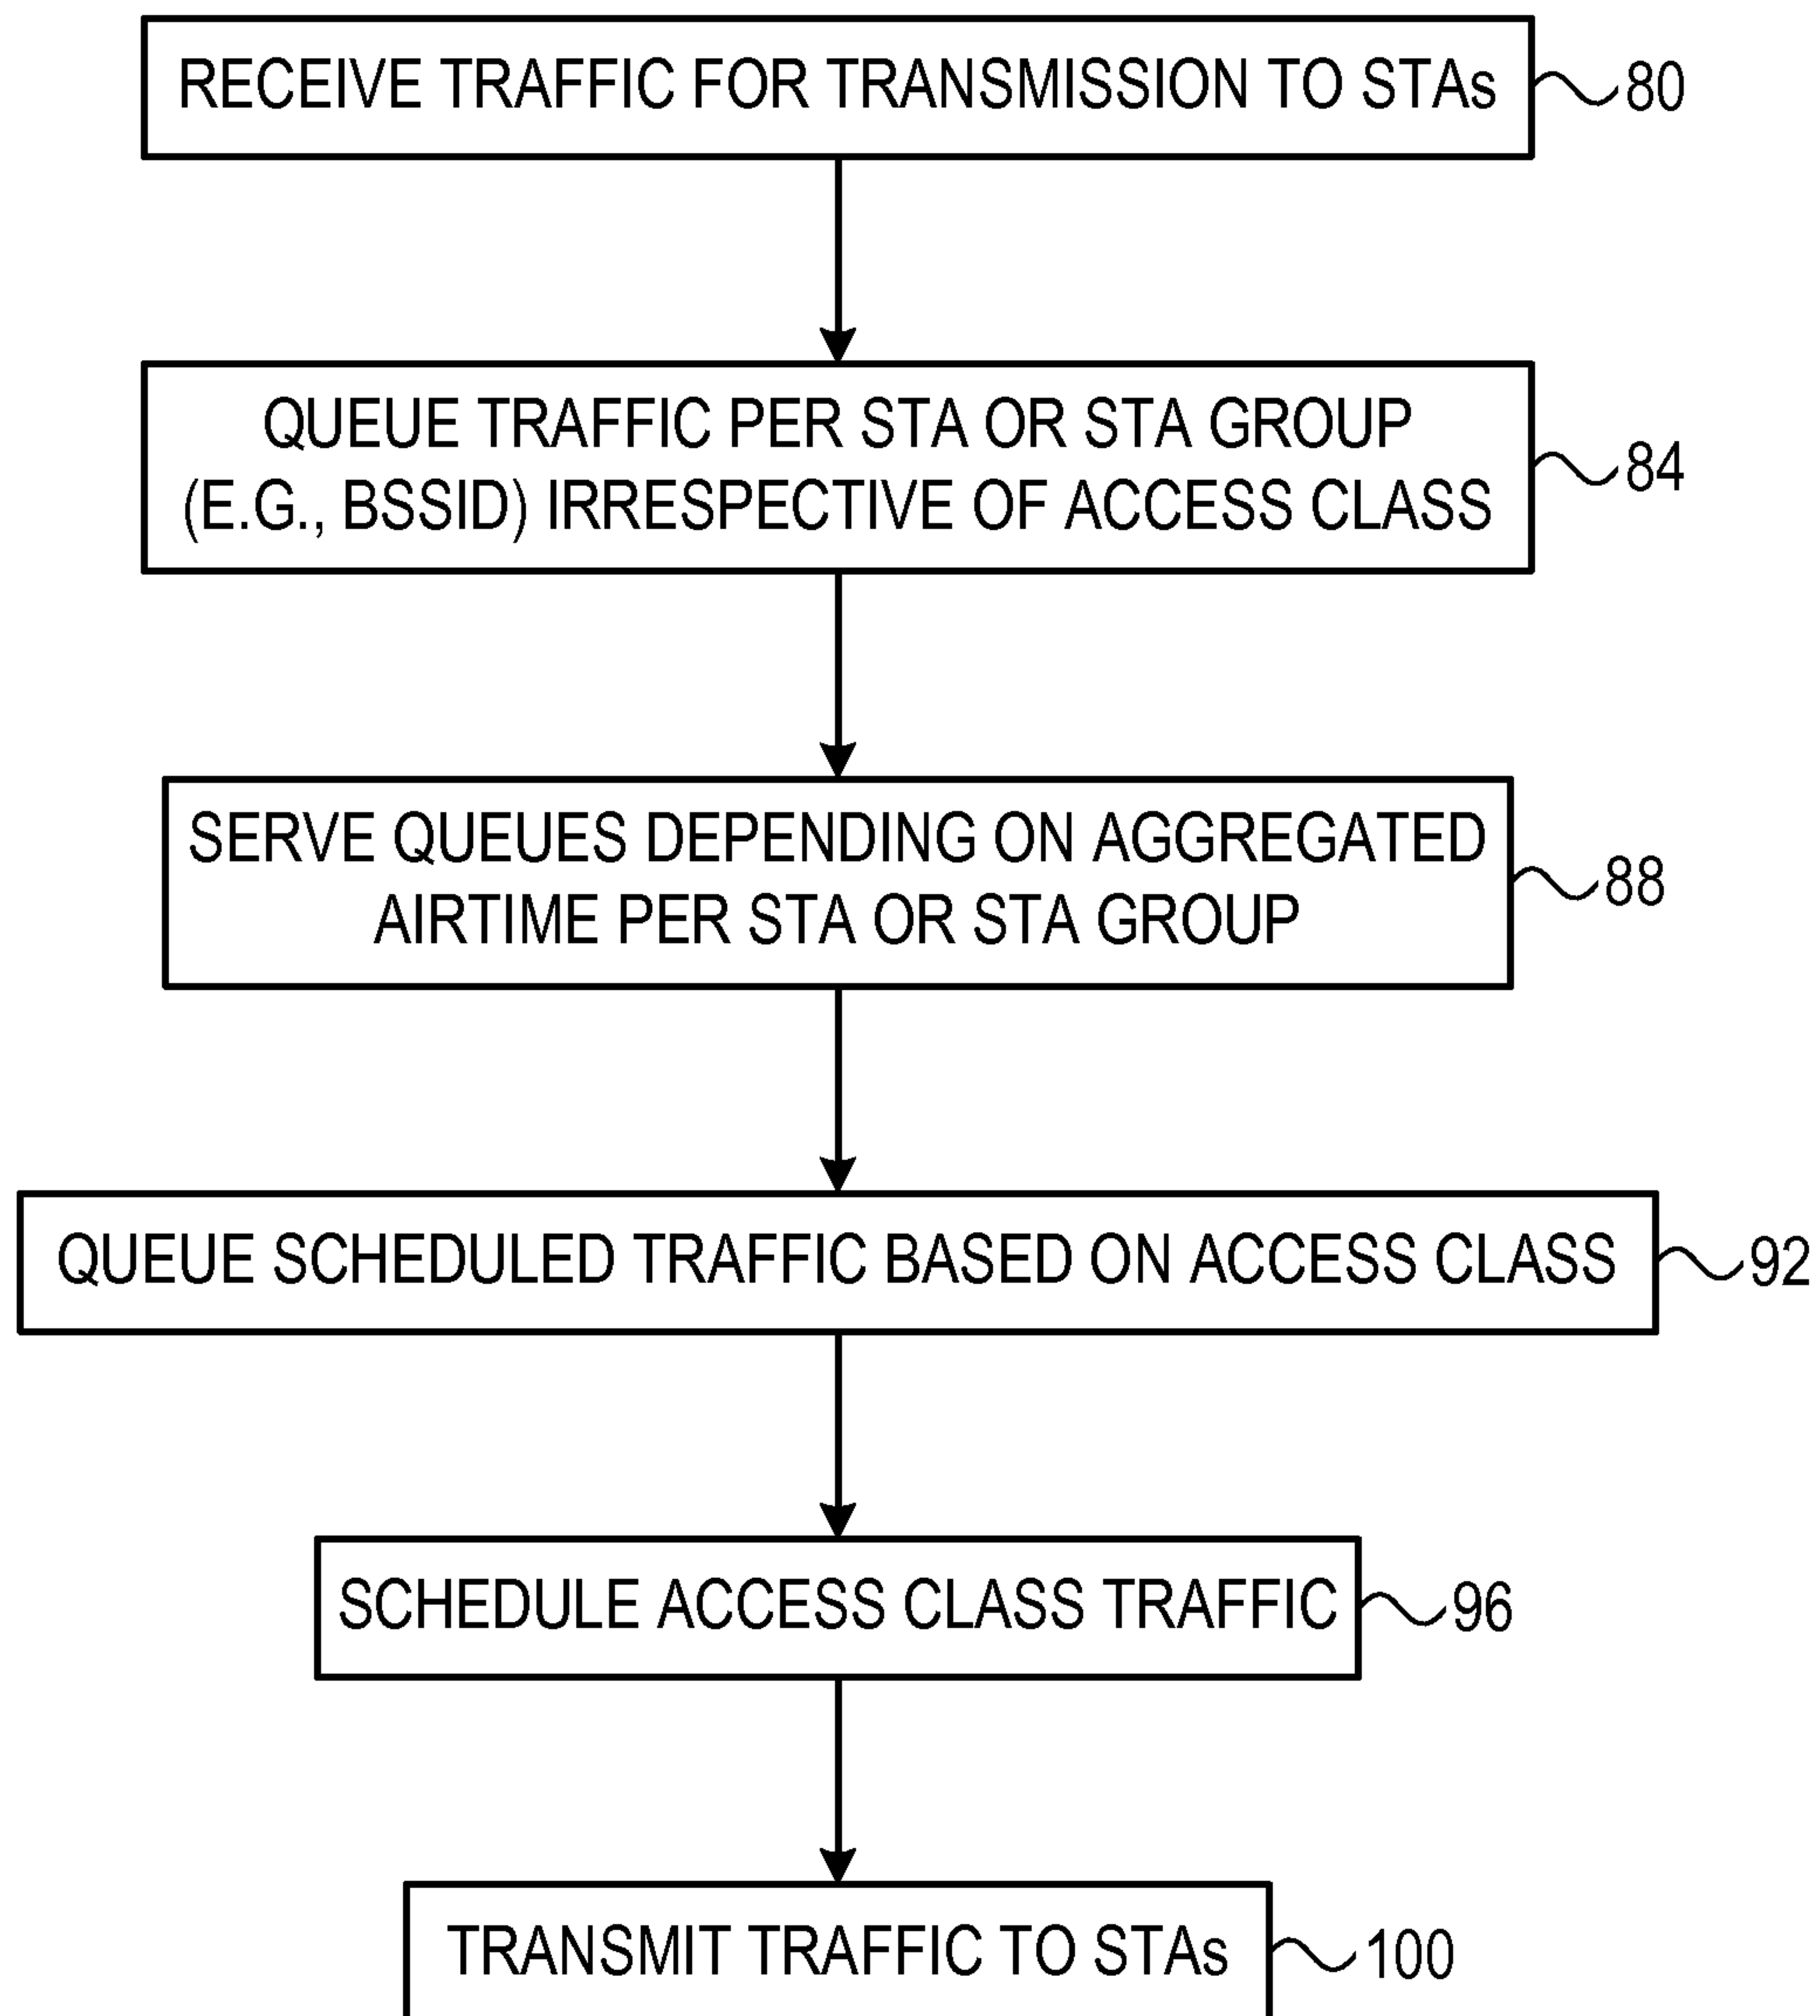 RECEIVE TRAFFIC FOR TRANSMISSION TO STAs
80
QUEUE TRAFFIC PER STA OR STA GROUP
(E.G., BSSID) IRRESPECTIVE OF ACCESS CLASS
84
SERVE QUEUES DEPENDING ON AGGREGATED
AIRTIME PER STA OR STA GROUP
88
QUEUE SCHEDULED TRAFFIC BASED ON ACCESS CLASS
92
SCHEDULE ACCESS CLASS TRAFFIC
96
TRANSMIT TRAFFIC TO STAs
100